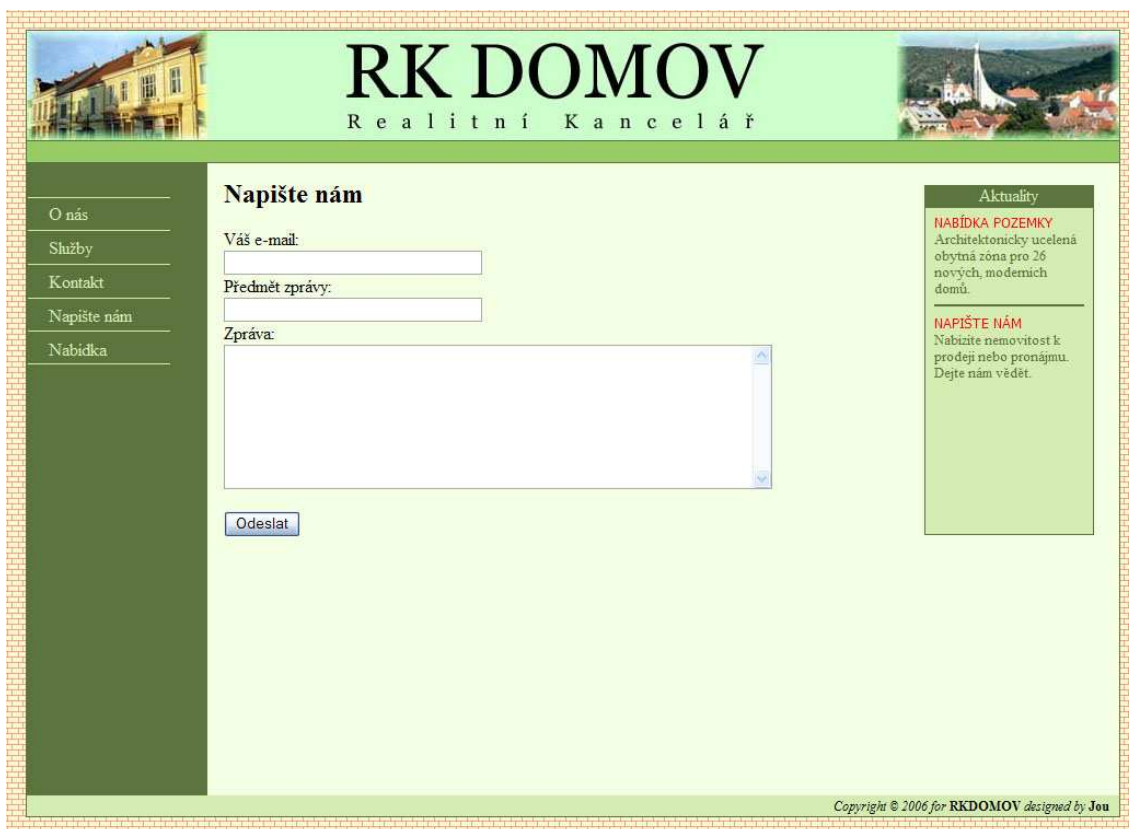 RK DOMOV
Realitní Kancelář
O nás
Služby
Kontakt
Napište nám
Nabídka
Napište nám
Váš e-mail:
Předmět zprávy:
Zpráva:
Odeslat
Aktuality
NABÍDKA POZEMKY
Architektonicky ucelená
obytná zóna pro 26
nových, moderních
domů.
NAPIŠTE NÁM
Nabízíte nemovitost k
prodeji nebo pronájmu.
Dejte nám vědět.
Copyright © 2006 for RKDOMOV designed by Jou